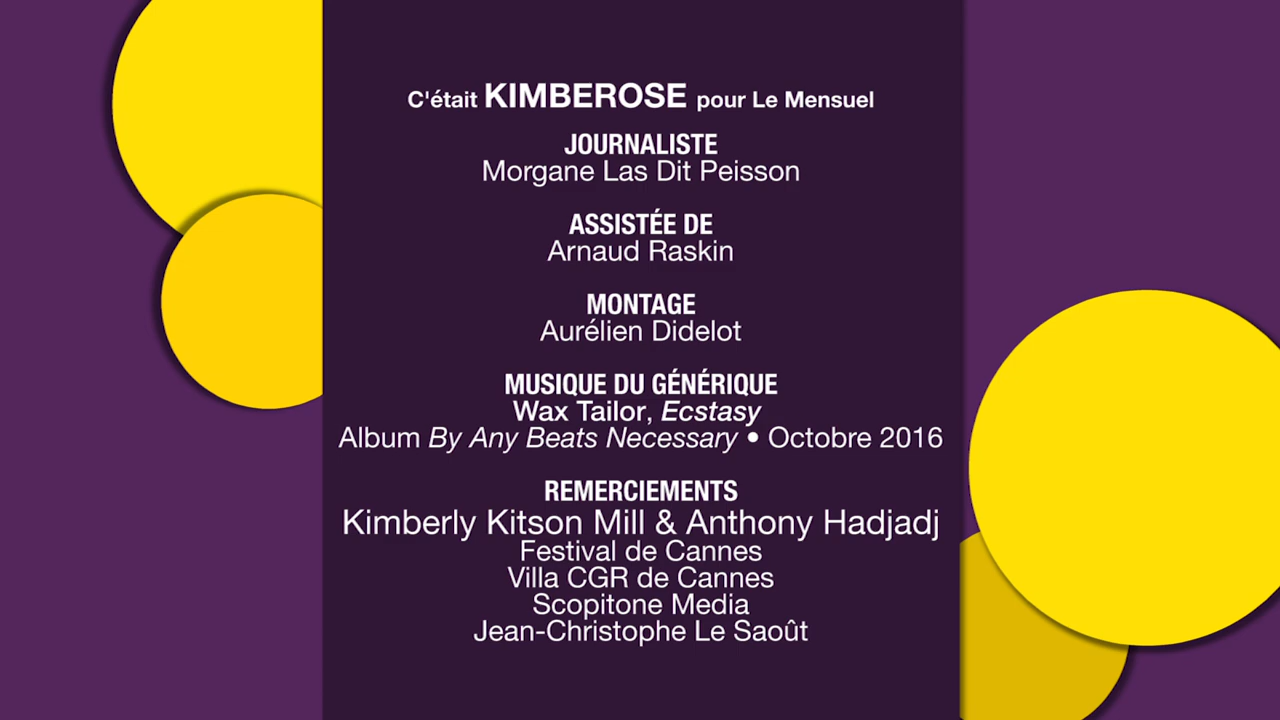 C'était KIMBEROSE pour Le Mensuel
JOURNALISTE
Morgane Las Dit Peisson
ASSISTÉE DE
Arnaud Raskin
MONTAGE
Aurélien Didelot
MUSIQUE DU GÉNÉRIQUE
Wax Tailor, Ecstasy
Album By Any Beats Necessary • Octobre 2016
REMERCIEMENTS
Kimberly Kitson Mill & Anthony Hadjadj
Festival de Cannes
Villa CGR de Cannes
Scopitone Media
Jean-Christophe Le Saoût